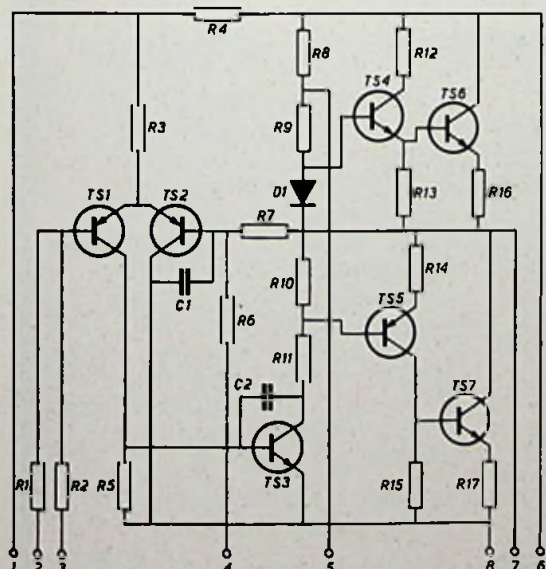 R4
R8
R12
TS4
TS6
R3
R9
TS1
TS2
D1
R13
R16
R7
R10
R14
C1
R6
TS5
R11
C2
TS7
R1
R2
R5
TS3
R15
R17
1 2 3 4 5 8 7 6